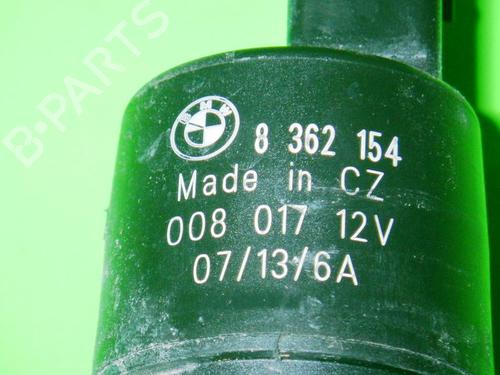 B-PARTS
BMW
8 362 154
Made in CZ
008 017 12V
07/13/6A